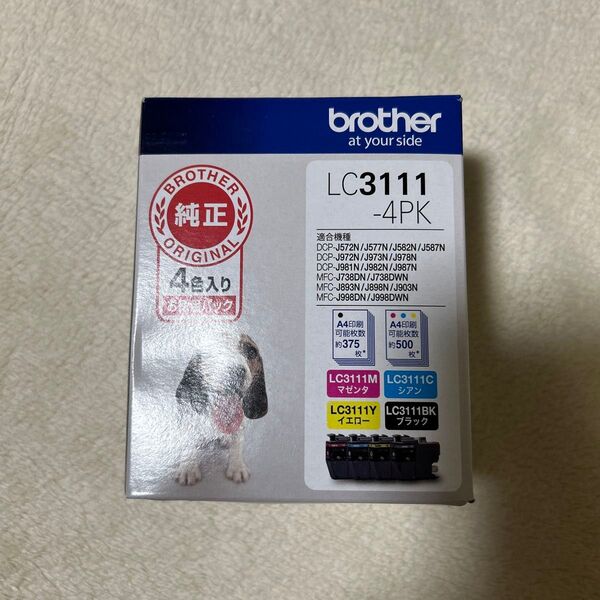 brother
at your side
BROTHER
純正
ORIGINAL
4色入り
お徳用パック
LC3111
-4PK
適合機種
DCP-J572N/J577N/J582N/J587N
DCP-J972N/J973N/J978N
DCP-J981N/J982N/J987N
MFC-J738DN/J738DWN
MFC-J893N/J898N/J903N
MFC-J998DN/J998DWN
A4印刷
可能枚数
約375
枚*
A4印刷
可能枚数
約500
枚*
LC3111M
マゼンタ
LC3111C
シアン
LC3111Y
イエロー
LC3111BK
ブラック